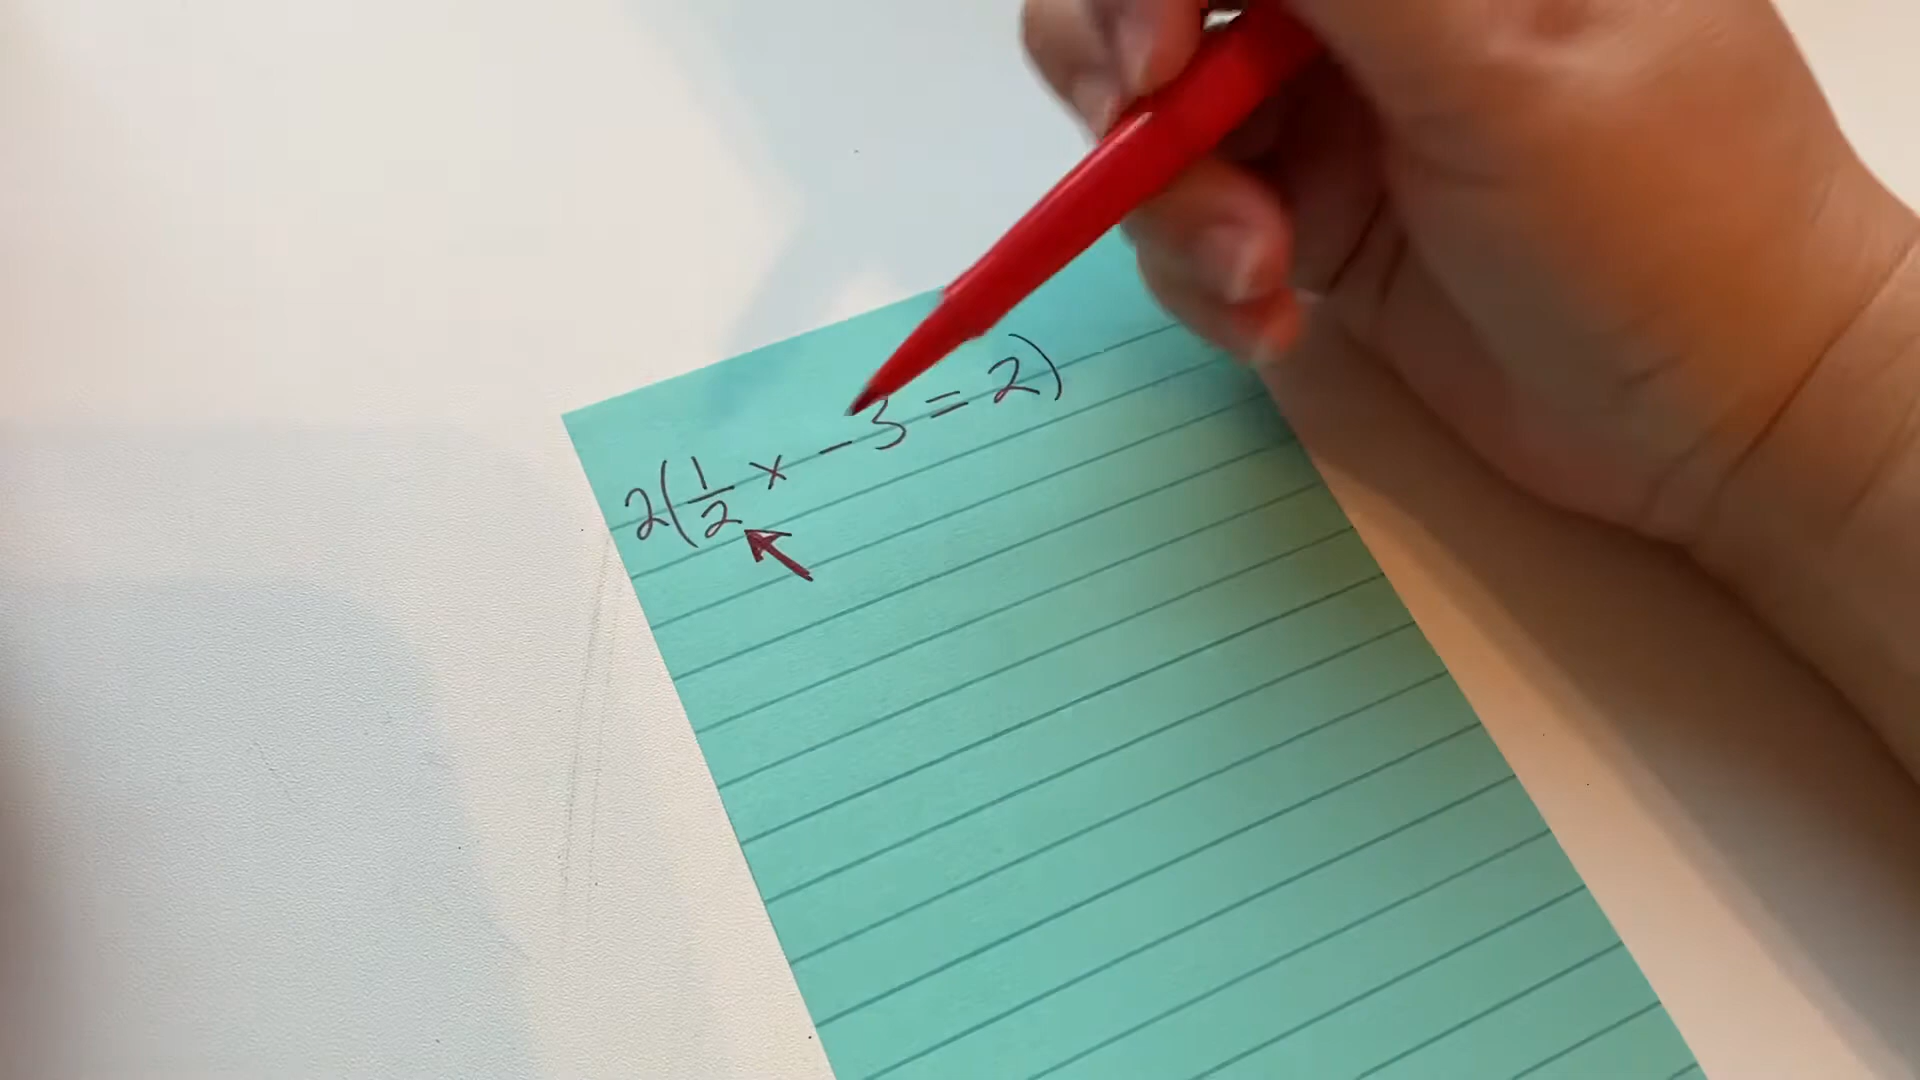 2(1/2 x - 3 = 2)